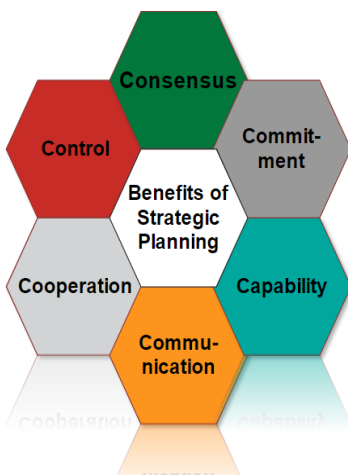 Consensus
Control
Commit-
ment
Benefits of
Strategic
Planning
Cooperation
Capability
Commu-
nication